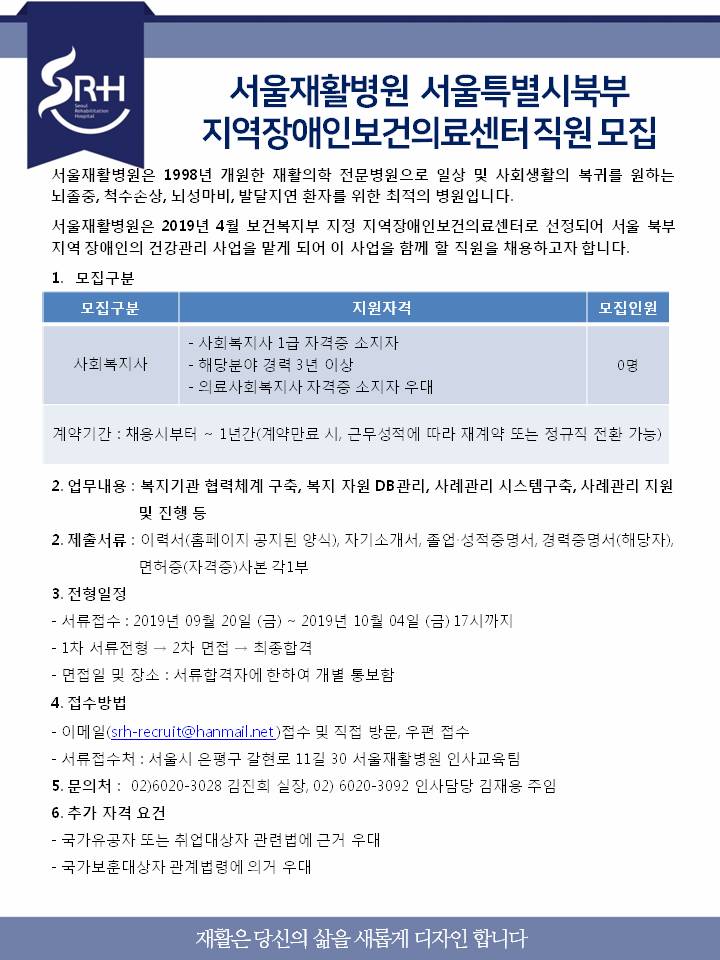 SRH
Seoul
Rehabilitation
Hospital
서울재활병원 서울특별시북부
지역장애인보건의료센터 직원 모집
서울재활병원은 1998년 개원한 재활의학 전문병원으로 일상 및 사회생활의 복귀를 원하는
뇌졸중, 척수손상, 뇌성마비, 발달지연 환자를 위한 최적의 병원입니다.
서울재활병원은 2019년 4월 보건복지부 지정 지역장애인보건의료센터로 선정되어 서울 북부
지역 장애인의 건강관리 사업을 맡게 되어 이 사업을 함께 할 직원을 채용하고자 합니다.
1. 모집구분
모집구분 지원자격 모집인원
- 사회복지사 1급 자격증 소지자
사회복지사 - 해당분야 경력 3년 이상 0명
- 의료사회복지사 자격증 소지자 우대
계약기간 : 채용시부터 ~ 1년간(계약만료 시, 근무성적에 따라 재계약 또는 정규직 전환 가능)
2. 업무내용 : 복지기관 협력체계 구축, 복지 자원 DB관리, 사례관리 시스템구축, 사례관리 지원
및 진행 등
2. 제출서류 : 이력서(홈페이지 공지된 양식), 자기소개서, 졸업·성적증명서, 경력증명서(해당자),
면허증(자격증)사본 각1부
3. 전형일정
- 서류접수 : 2019년 09월 20일 (금) ~ 2019년 10월 04일 (금) 17시까지
- 1차 서류전형 → 2차 면접 → 최종합격
- 면접일 및 장소 : 서류합격자에 한하여 개별 통보함
4. 접수방법
- 이메일(srh-recruit@hanmail.net)접수 및 직접 방문, 우편 접수
- 서류접수처 : 서울시 은평구 갈현로 11길 30 서울재활병원 인사교육팀
5. 문의처 : 02)6020-3028 김진희 실장, 02) 6020-3092 인사담당 김재용 주임
6. 추가 자격 요건
- 국가유공자 또는 취업대상자 관련법에 근거 우대
- 국가보훈대상자 관계법령에 의거 우대
재활은 당신의 삶을 새롭게 디자인 합니다